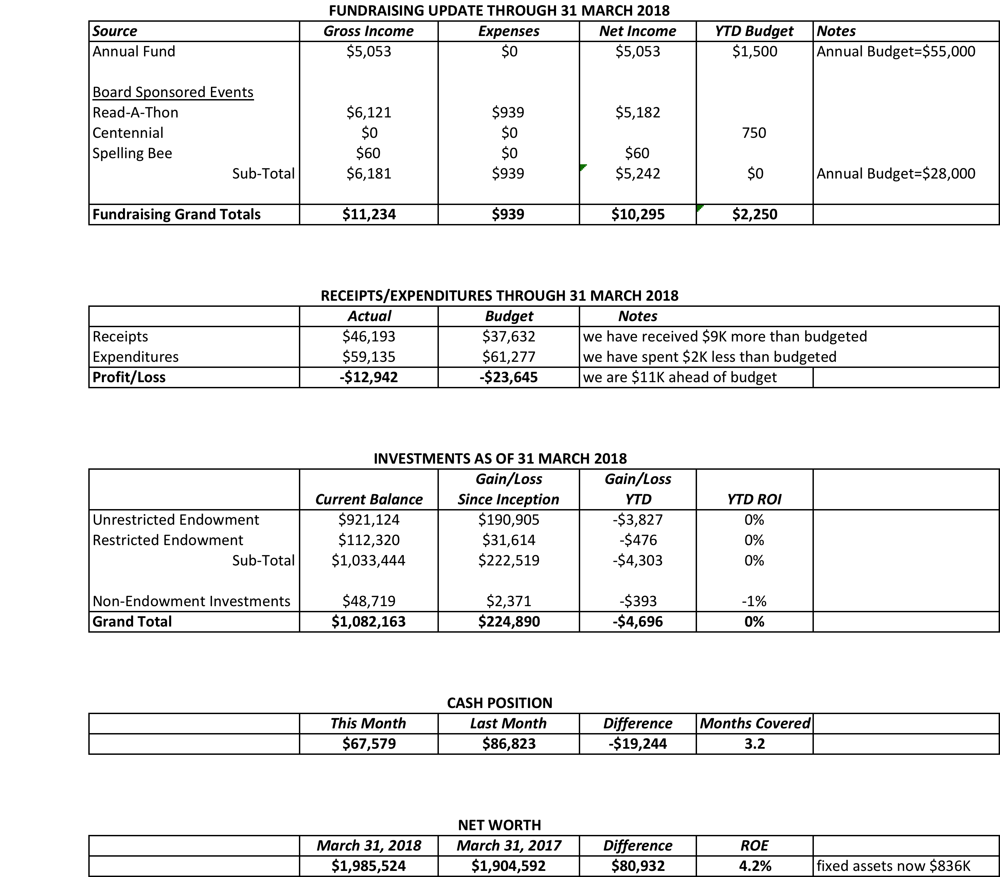 FUNDRAISING UPDATE THROUGH 31 MARCH 2018
Source Gross Income Expenses Net Income YTD Budget Notes
Annual Fund $5,053 $0 $5,053 $1,500 Annual Budget=$55,000
Board Sponsored Events
Read-A-Thon $6,121 $939 $5,182
Centennial $0 $0 750
Spelling Bee $60 $0 $60
Sub-Total $6,181 $939 $5,242 $0 Annual Budget=$28,000
Fundraising Grand Totals $11,234 $939 $10,295 $2,250
RECEIPTS/EXPENDITURES THROUGH 31 MARCH 2018
Actual Budget Notes
Receipts $46,193 $37,632 we have received $9K more than budgeted
Expenditures $59,135 $61,277 we have spent $2K less than budgeted
Profit/Loss -$12,942 -$23,645 we are $11K ahead of budget
INVESTMENTS AS OF 31 MARCH 2018
Gain/Loss Gain/Loss
Current Balance Since Inception YTD YTD ROI
Unrestricted Endowment $921,124 $190,905 -$3,827 0%
Restricted Endowment $112,320 $31,614 -$476 0%
Sub-Total $1,033,444 $222,519 -$4,303 0%
Non-Endowment Investments $48,719 $2,371 -$393 -1%
Grand Total $1,082,163 $224,890 -$4,696 0%
CASH POSITION
This Month Last Month Difference Months Covered
$67,579 $86,823 -$19,244 3.2
NET WORTH
March 31, 2018 March 31, 2017 Difference ROE
$1,985,524 $1,904,592 $80,932 4.2% fixed assets now $836K